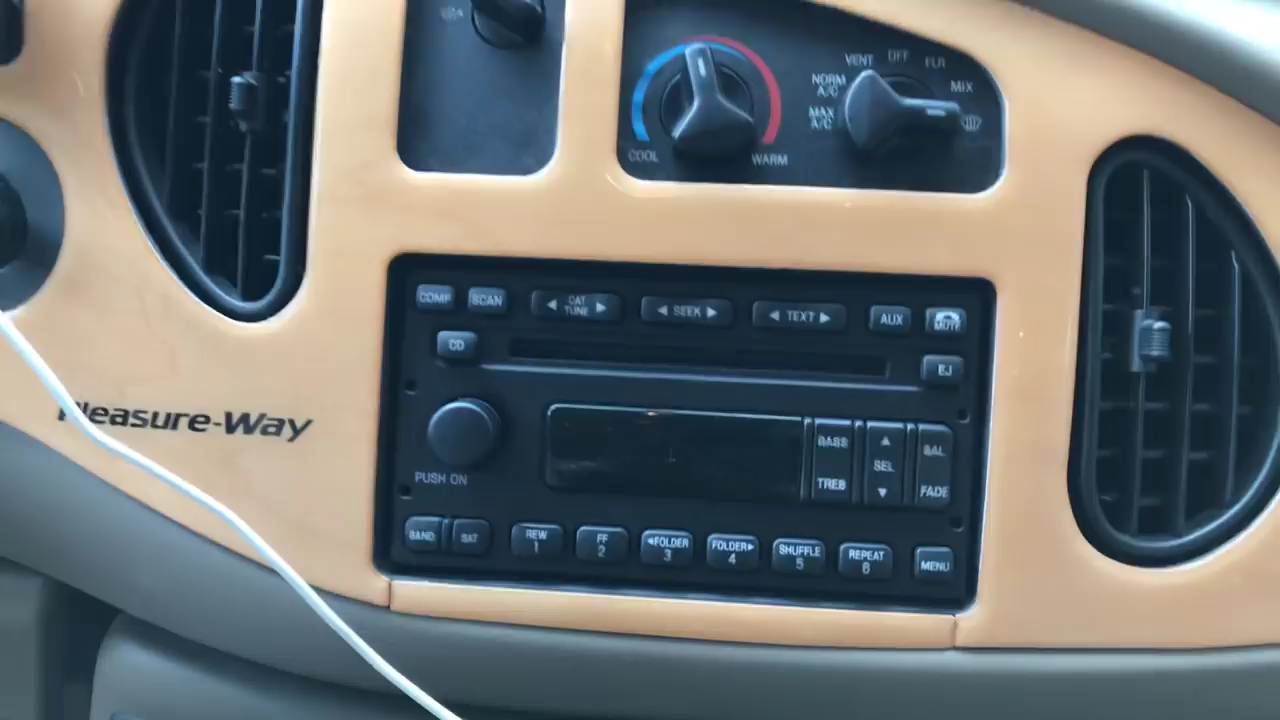 VENT OFF FLR
NORM A/C
MIX
MAX A/C
COOL WARM
COMP SCAN ◀ CAT TUNE ▶ ◀ SEEK ▶ ◀ TEXT ▶ AUX MUTE
CD EJ
Pleasure-Way
BASS ▲ BAL
SEL
TREB ▼ FADE
PUSH ON
BAND SAT REW 1 FF 2 ◀FOLDER 3 FOLDER▶ 4 SHUFFLE 5 REPEAT 6 MENU